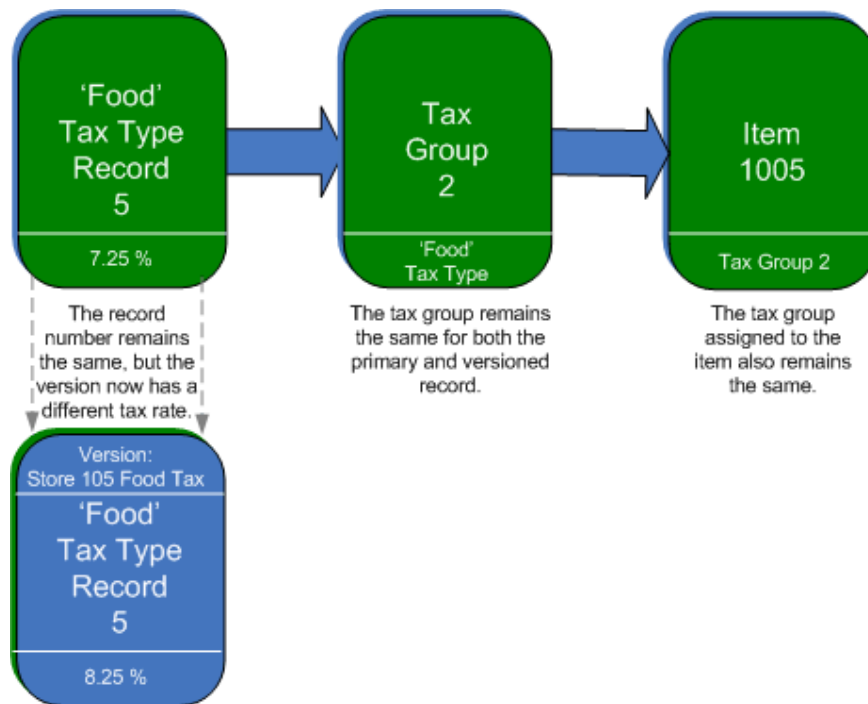 ‘Food’
Tax Type
Record
5
7.25 %
Tax
Group
2
‘Food’
Tax Type
Item
1005
Tax Group 2
The record
number remains
the same, but the
version now has a
different tax rate.
The tax group remains
the same for both the
primary and versioned
record.
The tax group
assigned to the
item also remains
the same.
Version:
Store 105 Food Tax
‘Food’
Tax Type
Record
5
8.25 %